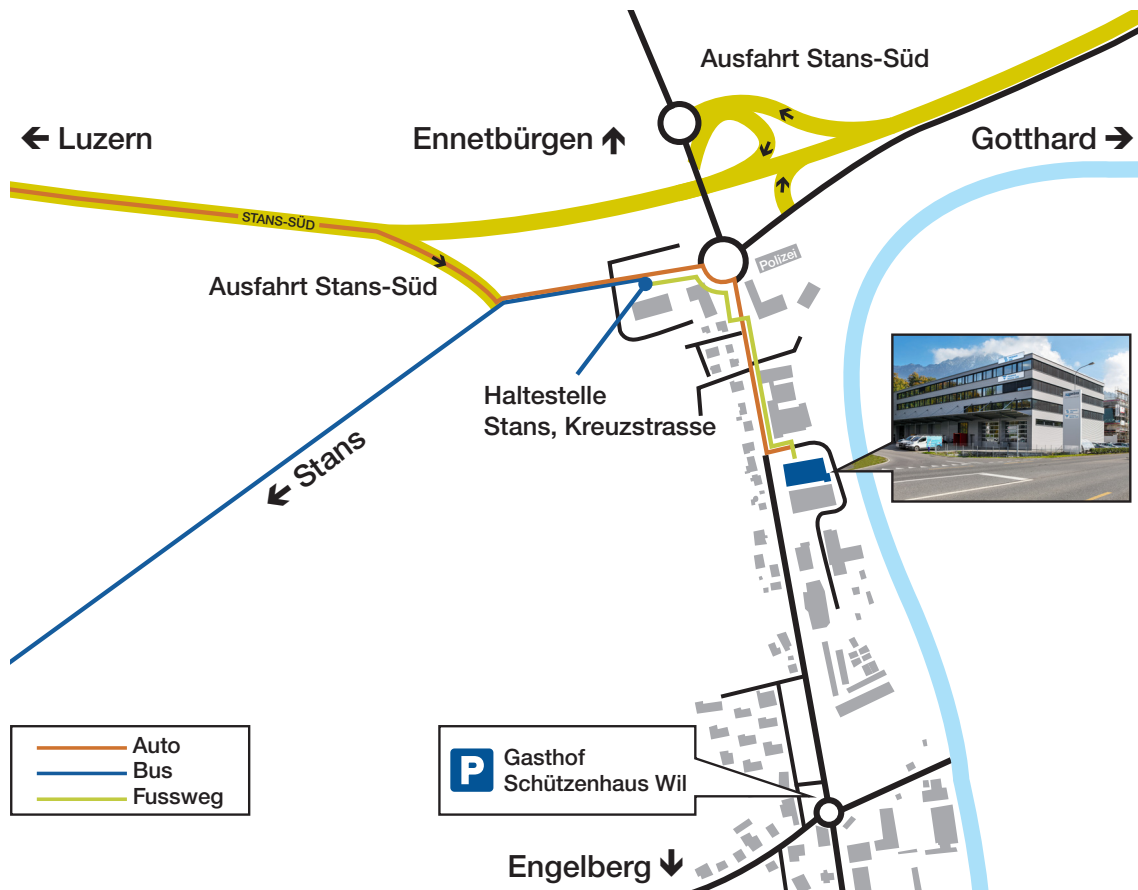 Ausfahrt Stans-Süd
← Luzern
Ennetbürgen ↑
Gotthard →
STANS-SÜD
Polizei
Ausfahrt Stans-Süd
Haltestelle
Stans, Kreuzstrasse
← Stans
Auto
Bus
Fussweg
P
Gasthof
Schützenhaus Wil
Engelberg ↓